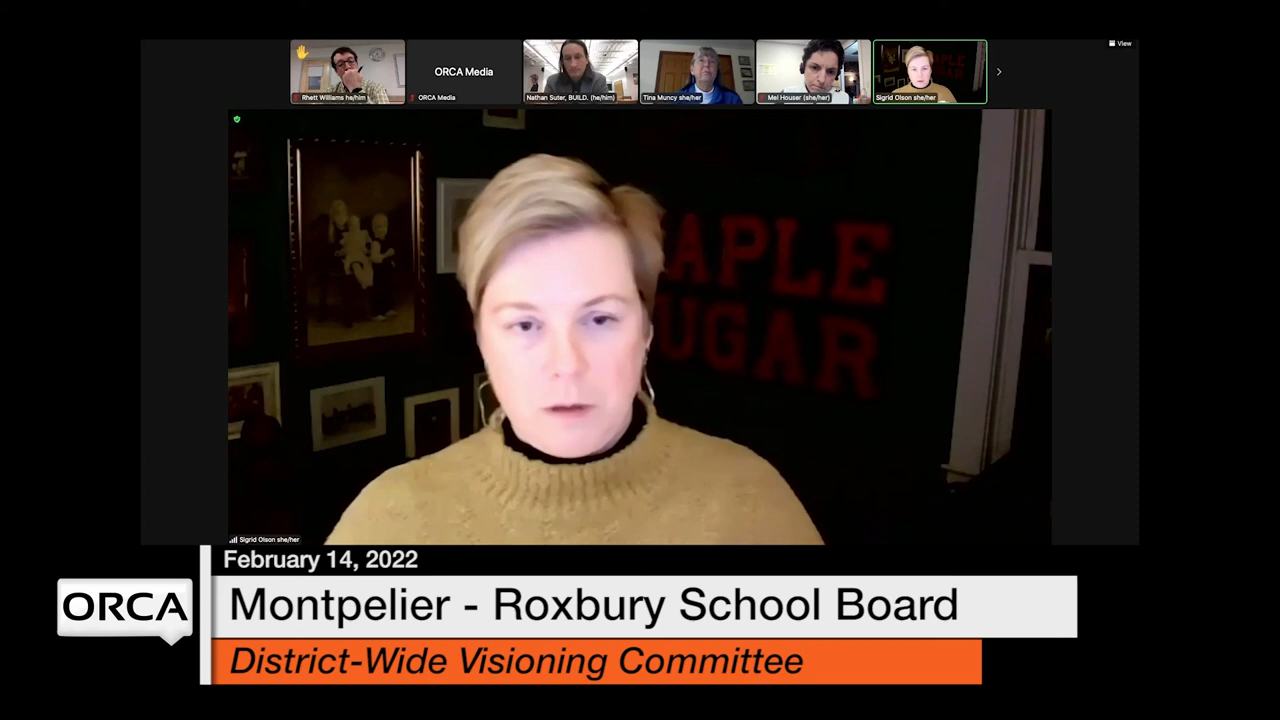 View
ORCA Media
Rhett Williams he/him
ORCA Media
Nathan Suter, BUILD. (he/him)
Tina Muncy she/her
Mel Houser (she/her)
Sigrid Olson she/her
APLE
UGAR
Sigrid Olson she/her
February 14, 2022
ORCA
Montpelier - Roxbury School Board
District-Wide Visioning Committee